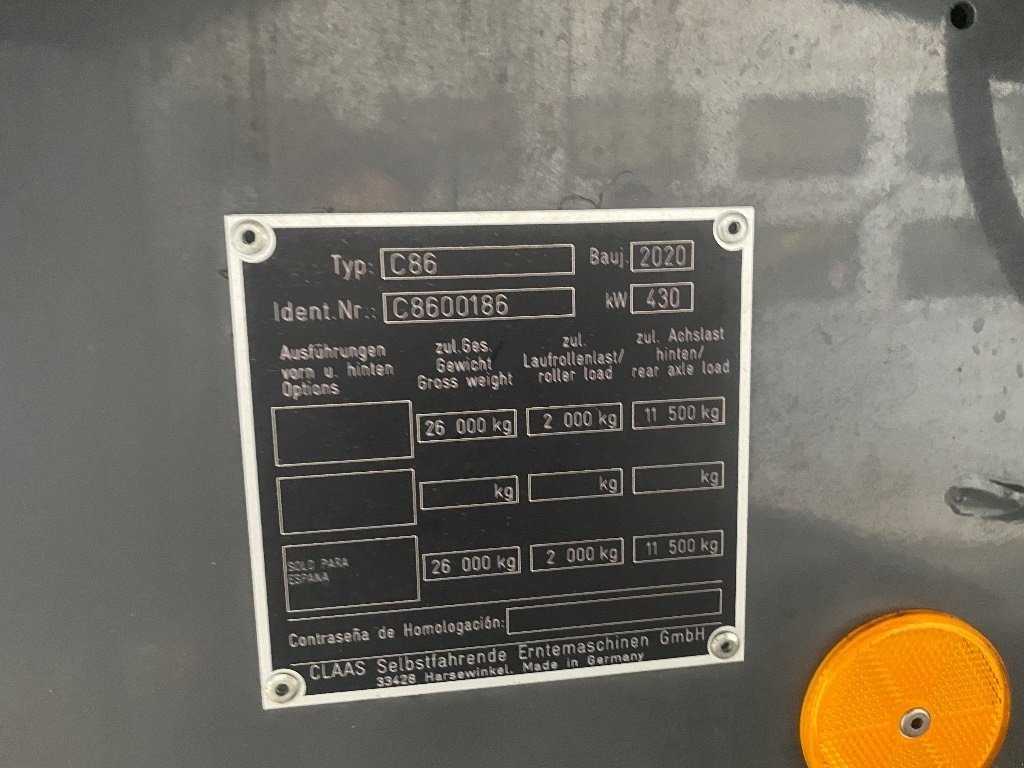 Typ: C86 Bauj. 2020
Ident.Nr.: C8600186 kW 430
Ausführungen
vorn u. hinten
Options
zul.Ges.
Gewicht
Gross weight
zul.
Laufrollenlast/
roller load
zul. Achslast
hinten/
rear axle load
26 000 kg 2 000 kg 11 500 kg
kg kg kg
SOLO PARA
ESPAÑA
26 000 kg 2 000 kg 11 500 kg
Contraseña de Homologación:
CLAAS Selbstfahrende Erntemaschinen GmbH
33428 Harsewinkel, Made in Germany